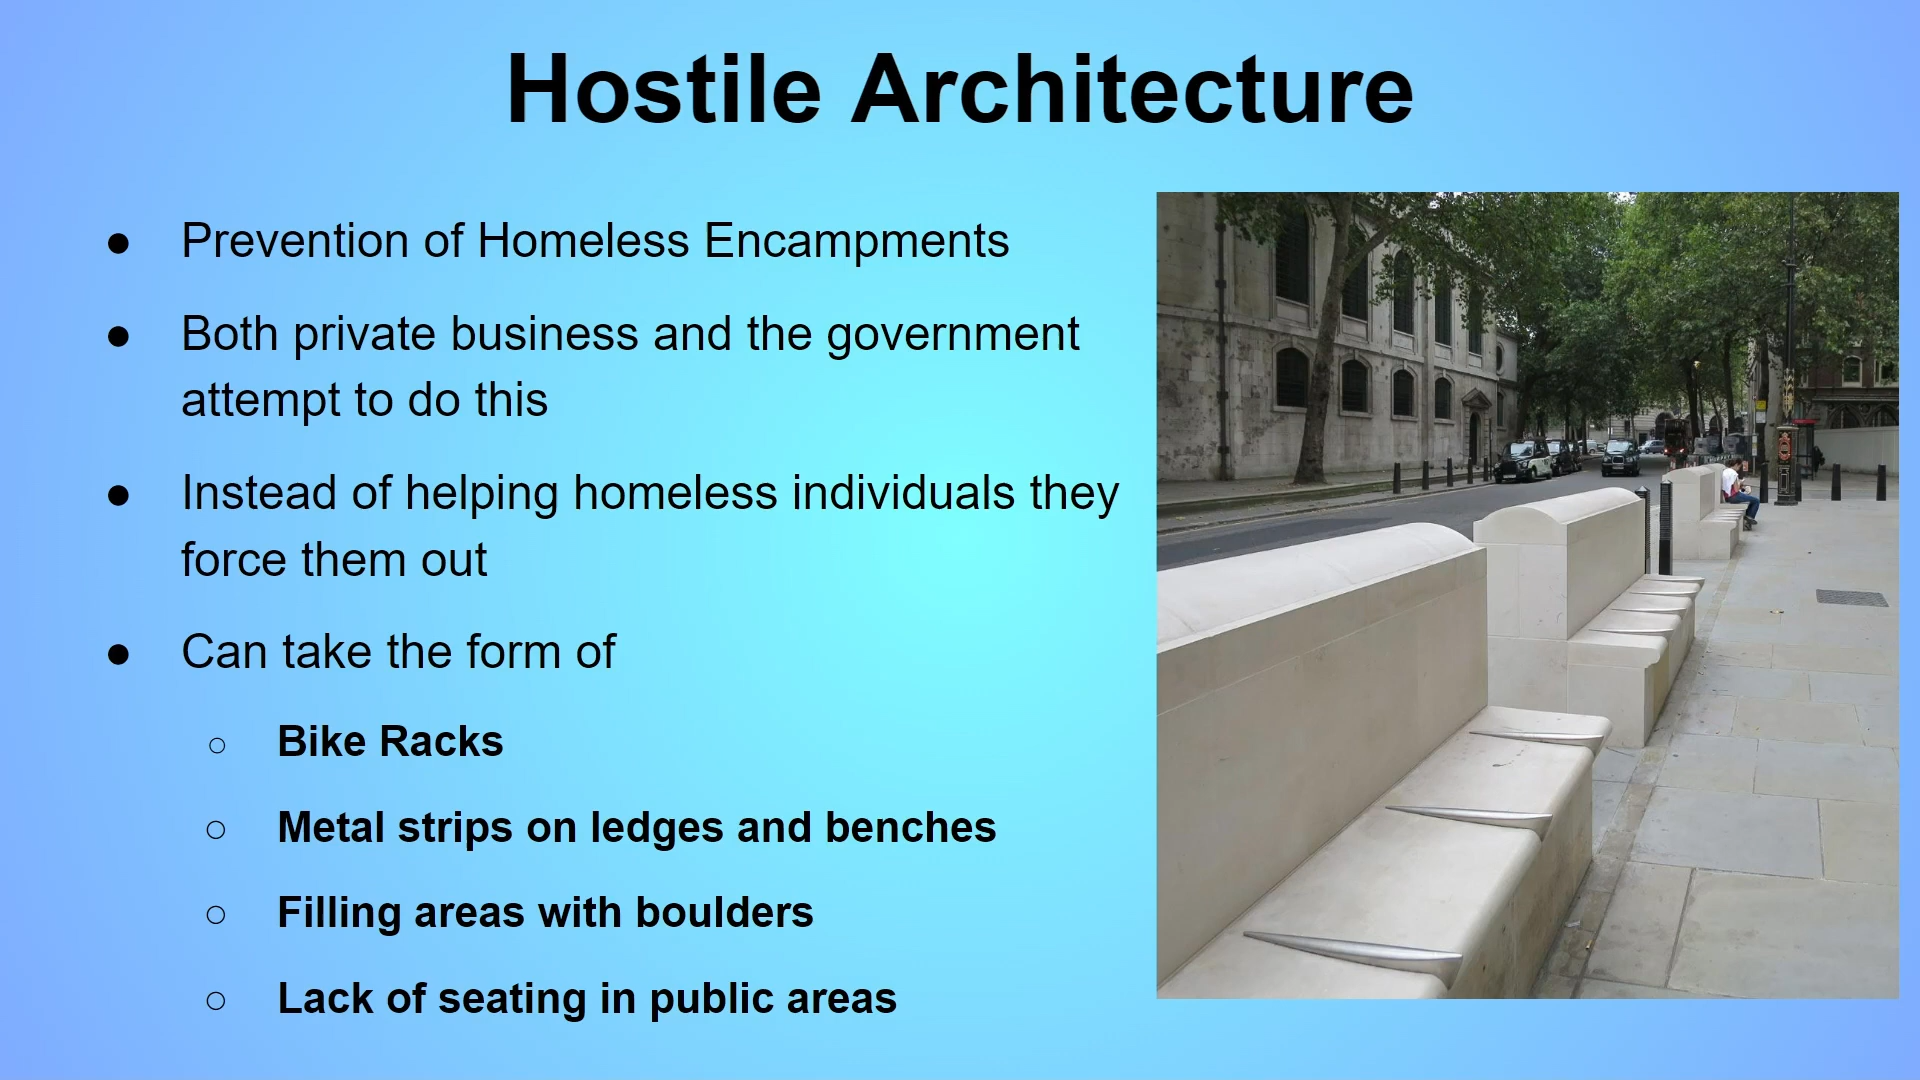 Hostile Architecture
● Prevention of Homeless Encampments
● Both private business and the government
attempt to do this
● Instead of helping homeless individuals they
force them out
● Can take the form of
○ Bike Racks
○ Metal strips on ledges and benches
○ Filling areas with boulders
○ Lack of seating in public areas